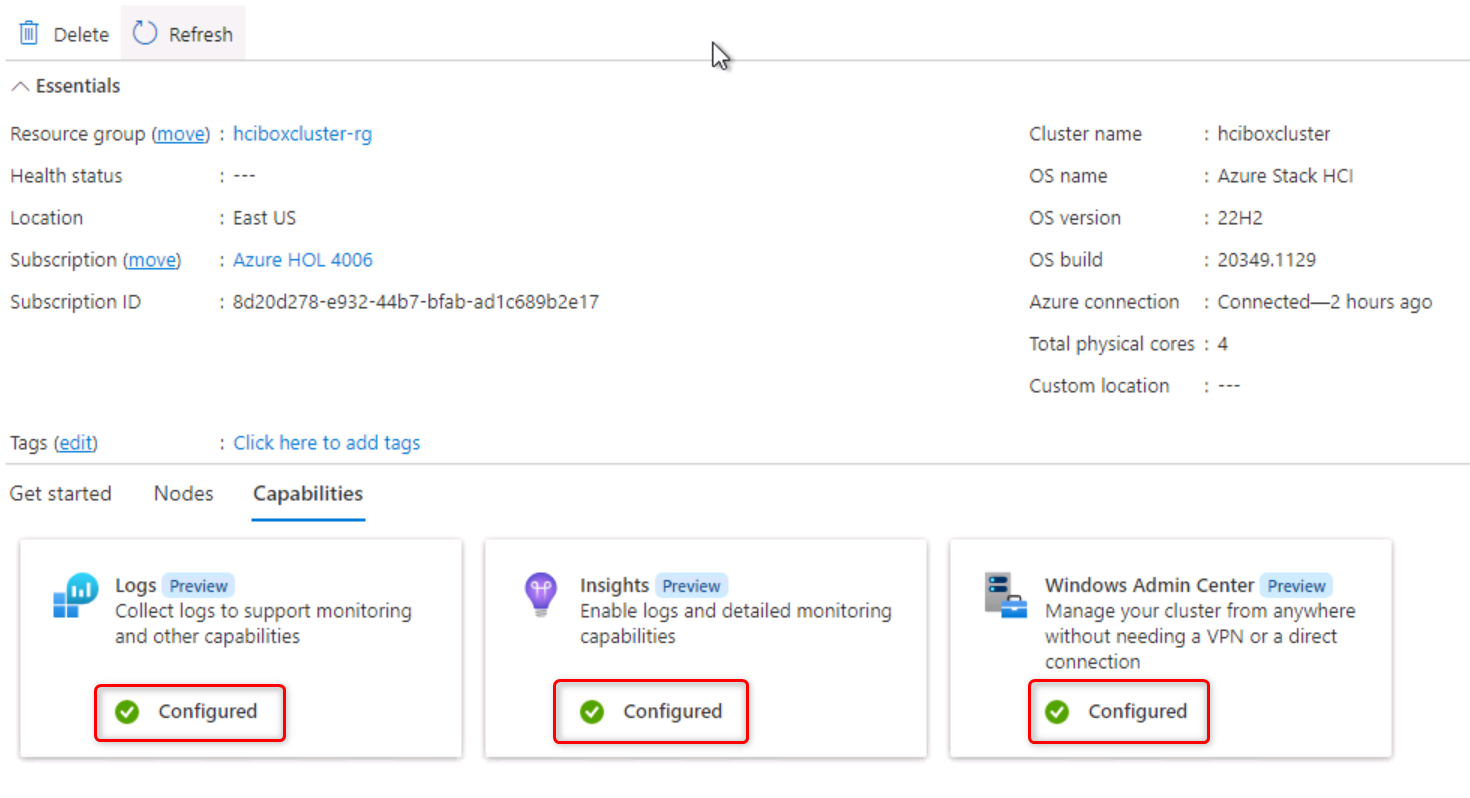 Delete Refresh
Essentials
Resource group (move) : hciboxcluster-rg
Health status : ---
Location : East US
Subscription (move) : Azure HOL 4006
Subscription ID : 8d20d278-e932-44b7-bfab-ad1c689b2e17
Cluster name : hciboxcluster
OS name : Azure Stack HCI
OS version : 22H2
OS build : 20349.1129
Azure connection : Connected—2 hours ago
Total physical cores : 4
Custom location : ---
Tags (edit) : Click here to add tags
Get started Nodes Capabilities
Logs Preview
Collect logs to support monitoring
and other capabilities
Configured
Insights Preview
Enable logs and detailed monitoring
capabilities
Configured
Windows Admin Center Preview
Manage your cluster from anywhere
without needing a VPN or a direct
connection
Configured